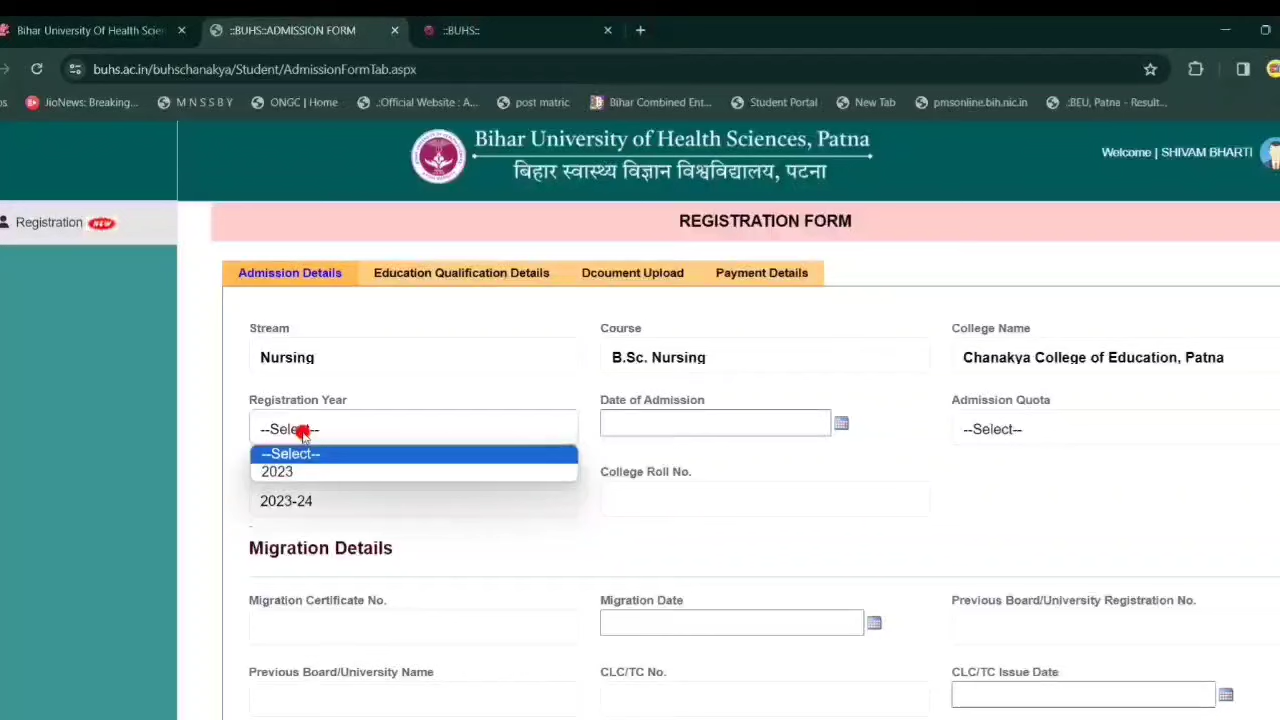 Bihar University Of Health Scien
::BUHS::ADMISSION FORM
::BUHS::
buhs.ac.in/buhschanakya/Student/AdmissionFormTab.aspx
JioNews: Breaking...
M N S S B Y
ONGC | Home
.:Official Website : A...
post matric
Bihar Combined Ent...
Student Portal
New Tab
pmsonline.bih.nic.in
.:BEU, Patna - Result...
Bihar University of Health Sciences, Patna
बिहार स्वास्थ्य विज्ञान विश्वविद्यालय, पटना
Welcome | SHIVAM BHARTI
Registration NEW
REGISTRATION FORM
Admission Details Education Qualification Details Dcoument Upload Payment Details
Stream Course College Name
Nursing B.Sc. Nursing Chanakya College of Education, Patna
Registration Year Date of Admission Admission Quota
--Select-- --Select--
--Select--
2023 College Roll No.
2023-24
Migration Details
Migration Certificate No. Migration Date Previous Board/University Registration No.
Previous Board/University Name CLC/TC No. CLC/TC Issue Date